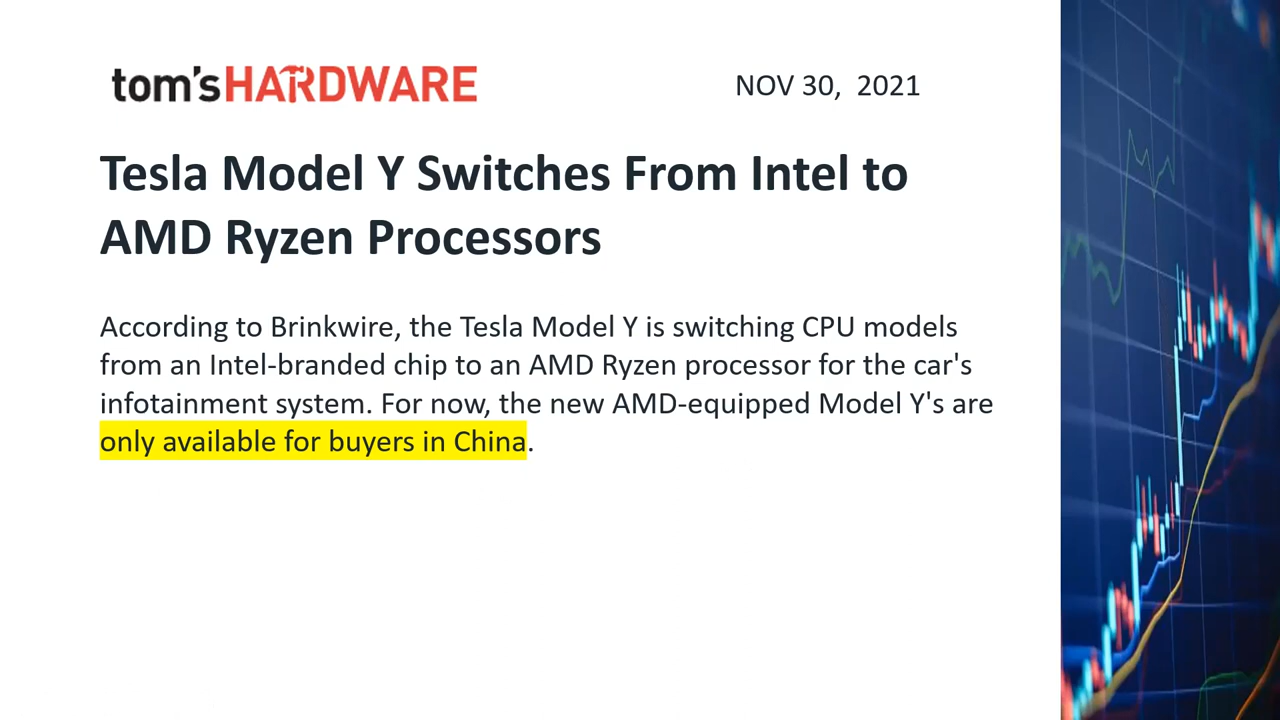 tom's HARDWARE
NOV 30, 2021
Tesla Model Y Switches From Intel to
AMD Ryzen Processors
According to Brinkwire, the Tesla Model Y is switching CPU models
from an Intel-branded chip to an AMD Ryzen processor for the car's
infotainment system. For now, the new AMD-equipped Model Y's are
only available for buyers in China.